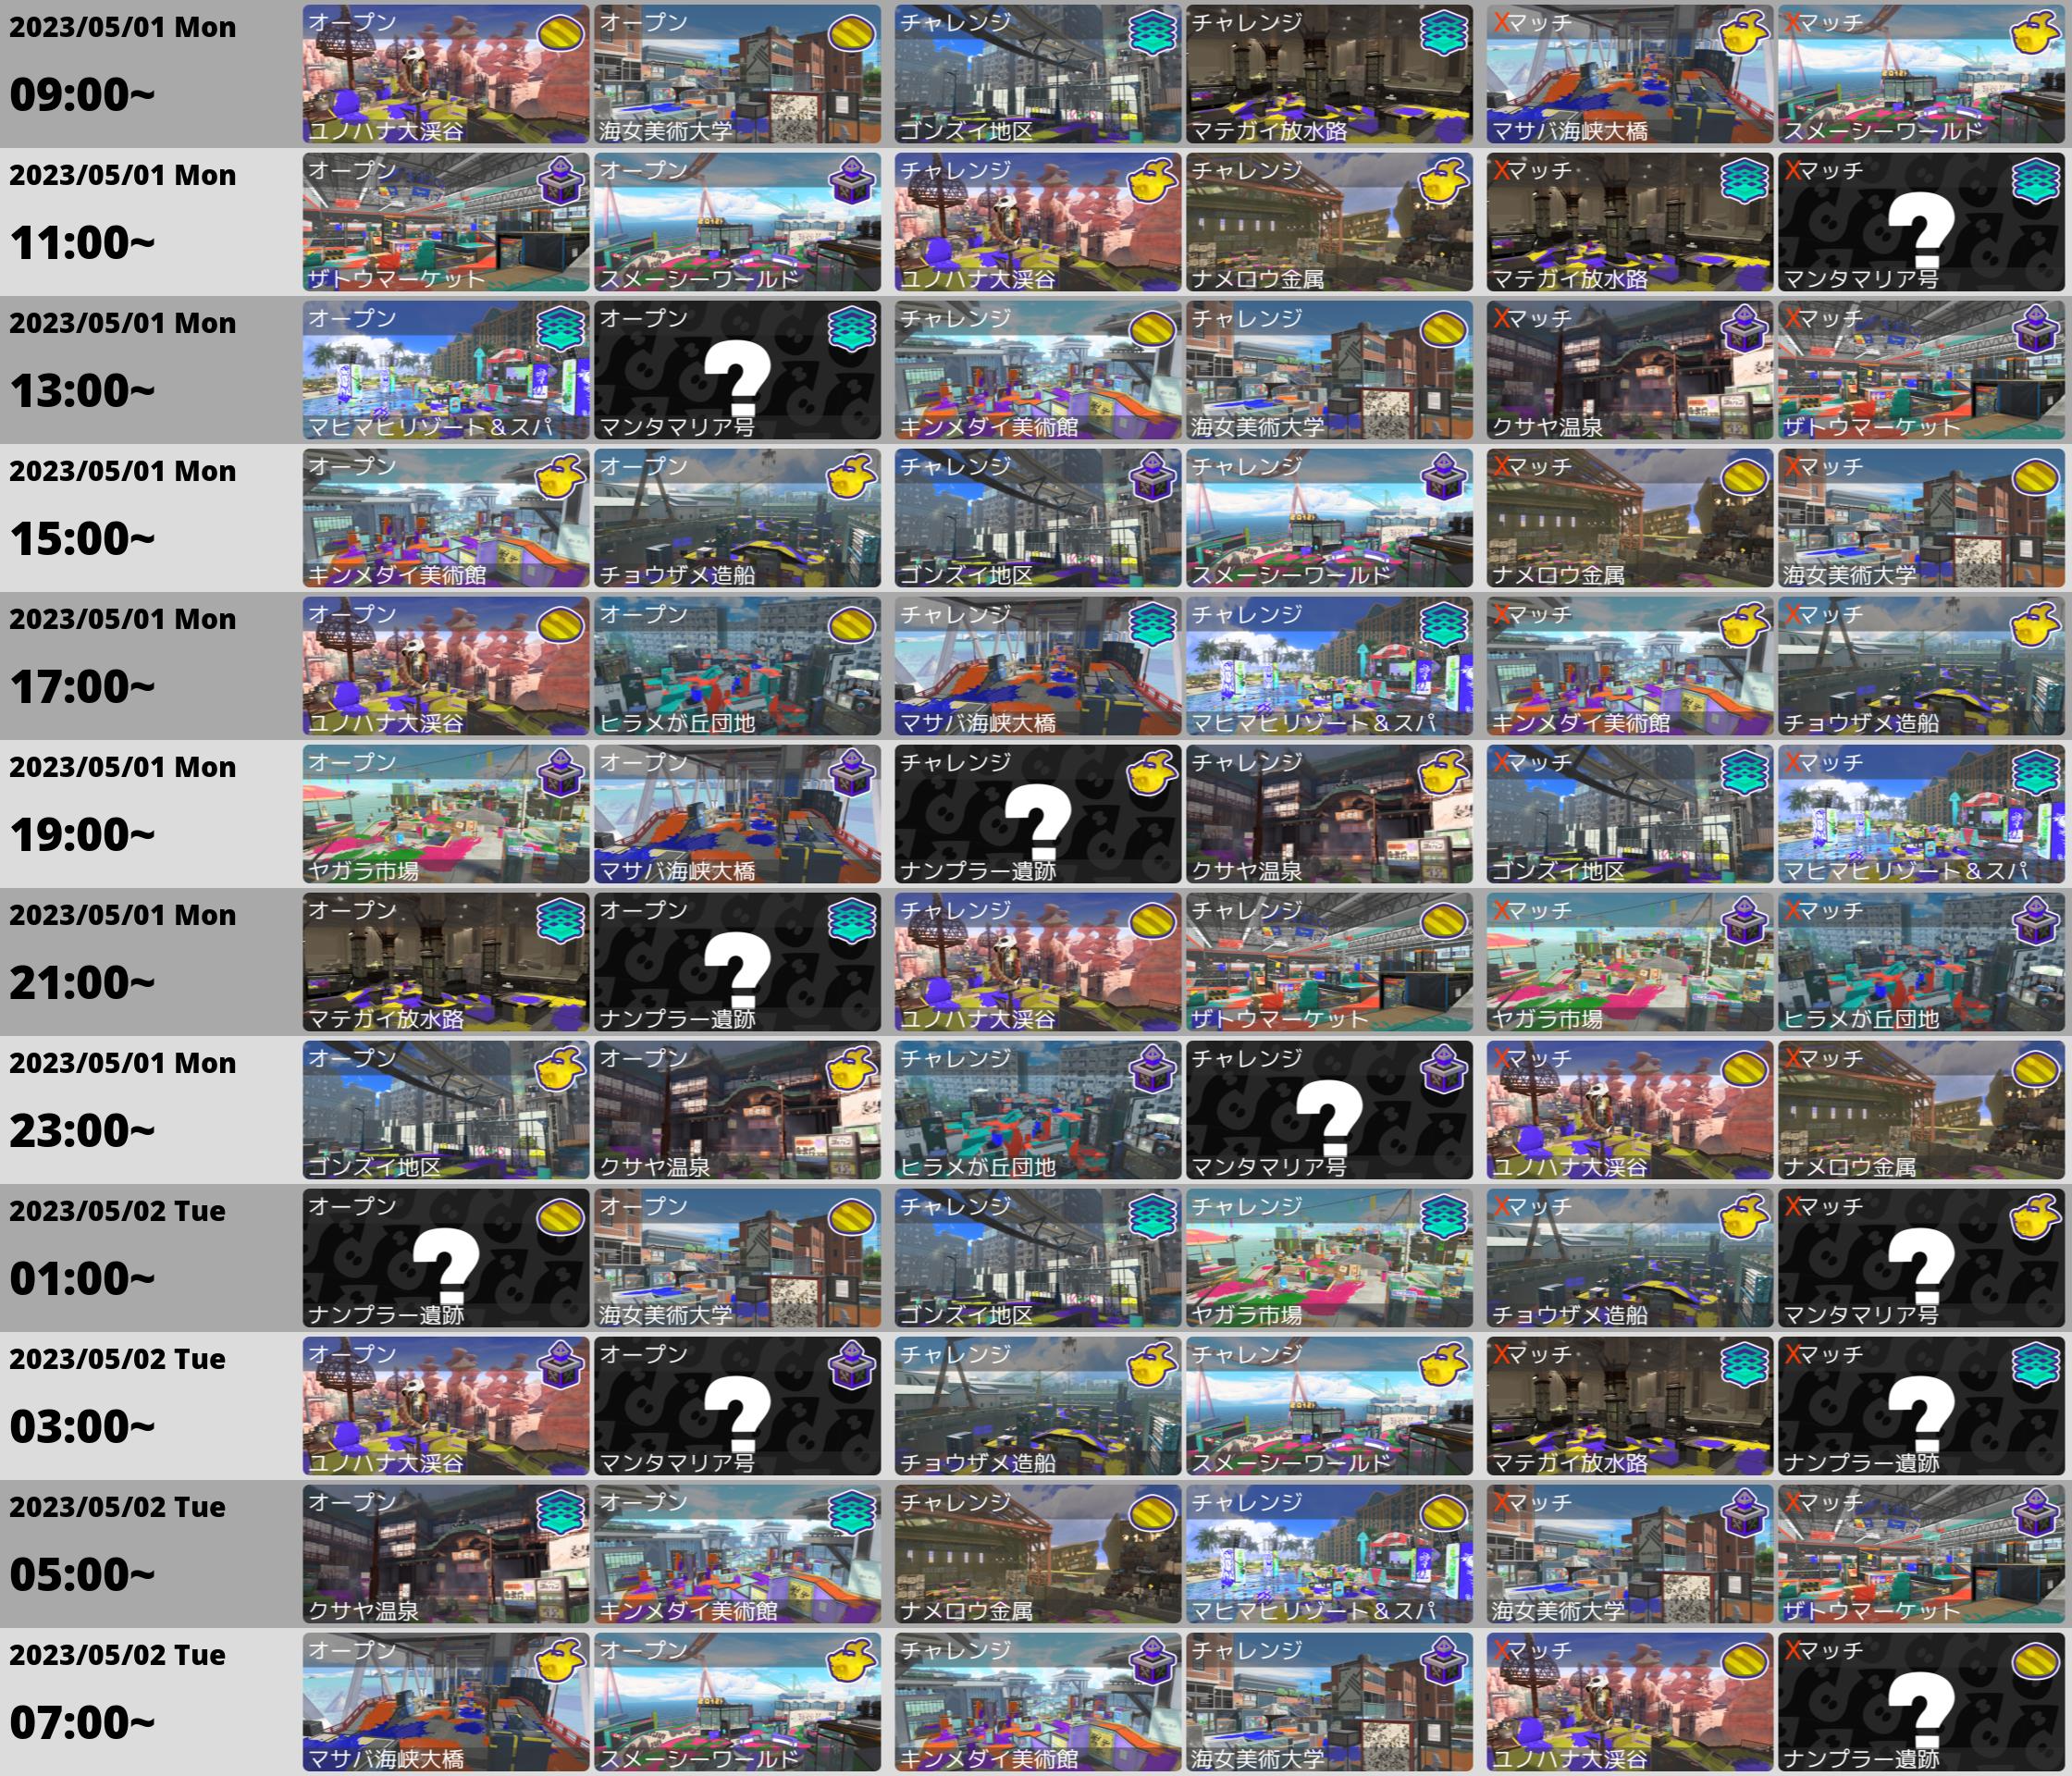 2023/05/01 Mon
09:00~
オープン オープン チャレンジ チャレンジ Xマッチ Xマッチ
ユノハナ大渓谷 海女美術大学 ゴンズイ地区 マテガイ放水路 マサバ海峡大橋 スメーシーワールド
2023/05/01 Mon
11:00~
オープン オープン チャレンジ チャレンジ Xマッチ Xマッチ
ザトウマーケット スメーシーワールド ユノハナ大渓谷 ナメロウ金属 マテガイ放水路 マンタマリア号
2023/05/01 Mon
13:00~
オープン オープン チャレンジ チャレンジ Xマッチ Xマッチ
マヒマヒリゾート&スパ マンタマリア号 キンメダイ美術館 海女美術大学 クサヤ温泉 ザトウマーケット
2023/05/01 Mon
15:00~
オープン オープン チャレンジ チャレンジ Xマッチ Xマッチ
キンメダイ美術館 チョウザメ造船 ゴンズイ地区 スメーシーワールド ナメロウ金属 海女美術大学
2023/05/01 Mon
17:00~
オープン オープン チャレンジ チャレンジ Xマッチ Xマッチ
ユノハナ大渓谷 ヒラメが丘団地 マサバ海峡大橋 マヒマヒリゾート&スパ キンメダイ美術館 チョウザメ造船
2023/05/01 Mon
19:00~
オープン オープン チャレンジ チャレンジ Xマッチ Xマッチ
ヤガラ市場 マサバ海峡大橋 ナンプラー遺跡 クサヤ温泉 ゴンズイ地区 マヒマヒリゾート&スパ
2023/05/01 Mon
21:00~
オープン オープン チャレンジ チャレンジ Xマッチ Xマッチ
マテガイ放水路 ナンプラー遺跡 ユノハナ大渓谷 ザトウマーケット ヤガラ市場 ヒラメが丘団地
2023/05/01 Mon
23:00~
オープン オープン チャレンジ チャレンジ Xマッチ Xマッチ
ゴンズイ地区 クサヤ温泉 ヒラメが丘団地 マンタマリア号 ユノハナ大渓谷 ナメロウ金属
2023/05/02 Tue
01:00~
オープン オープン チャレンジ チャレンジ Xマッチ Xマッチ
ナンプラー遺跡 海女美術大学 ゴンズイ地区 ヤガラ市場 チョウザメ造船 マンタマリア号
2023/05/02 Tue
03:00~
オープン オープン チャレンジ チャレンジ Xマッチ Xマッチ
ユノハナ大渓谷 マンタマリア号 チョウザメ造船 スメーシーワールド マテガイ放水路 ナンプラー遺跡
2023/05/02 Tue
05:00~
オープン オープン チャレンジ チャレンジ Xマッチ Xマッチ
クサヤ温泉 キンメダイ美術館 ナメロウ金属 マヒマヒリゾート&スパ 海女美術大学 ザトウマーケット
2023/05/02 Tue
07:00~
オープン オープン チャレンジ チャレンジ Xマッチ Xマッチ
マサバ海峡大橋 スメーシーワールド キンメダイ美術館 海女美術大学 ユノハナ大渓谷 ナンプラー遺跡